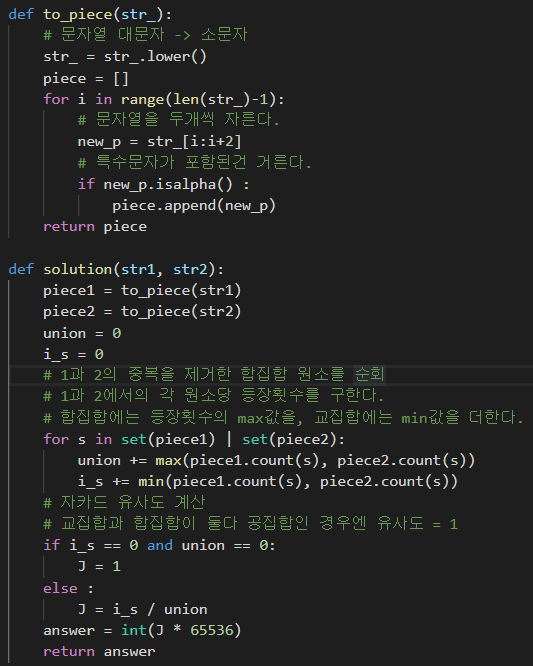 def to_piece(str_):
    # 문자열 대문자 -> 소문자
    str_ = str_.lower()
    piece = []
    for i in range(len(str_)-1):
        # 문자열을 두개씩 자른다.
        new_p = str_[i:i+2]
        # 특수문자가 포함된건 거른다.
        if new_p.isalpha() :
            piece.append(new_p)
    return piece

def solution(str1, str2):
    piece1 = to_piece(str1)
    piece2 = to_piece(str2)
    union = 0
    i_s = 0
    # 1과 2의 중복을 제거한 합집합 원소를 순회
    # 1과 2에서의 각 원소당 등장횟수를 구한다.
    # 합집합에는 등장횟수의 max값을, 교집합에는 min값을 더한다.
    for s in set(piece1) | set(piece2):
        union += max(piece1.count(s), piece2.count(s))
        i_s += min(piece1.count(s), piece2.count(s))
    # 자카드 유사도 계산
    # 교집합과 합집합이 둘다 공집합인 경우엔 유사도 = 1
    if i_s == 0 and union == 0:
        J = 1
    else :
        J = i_s / union
    answer = int(J * 65536)
    return answer